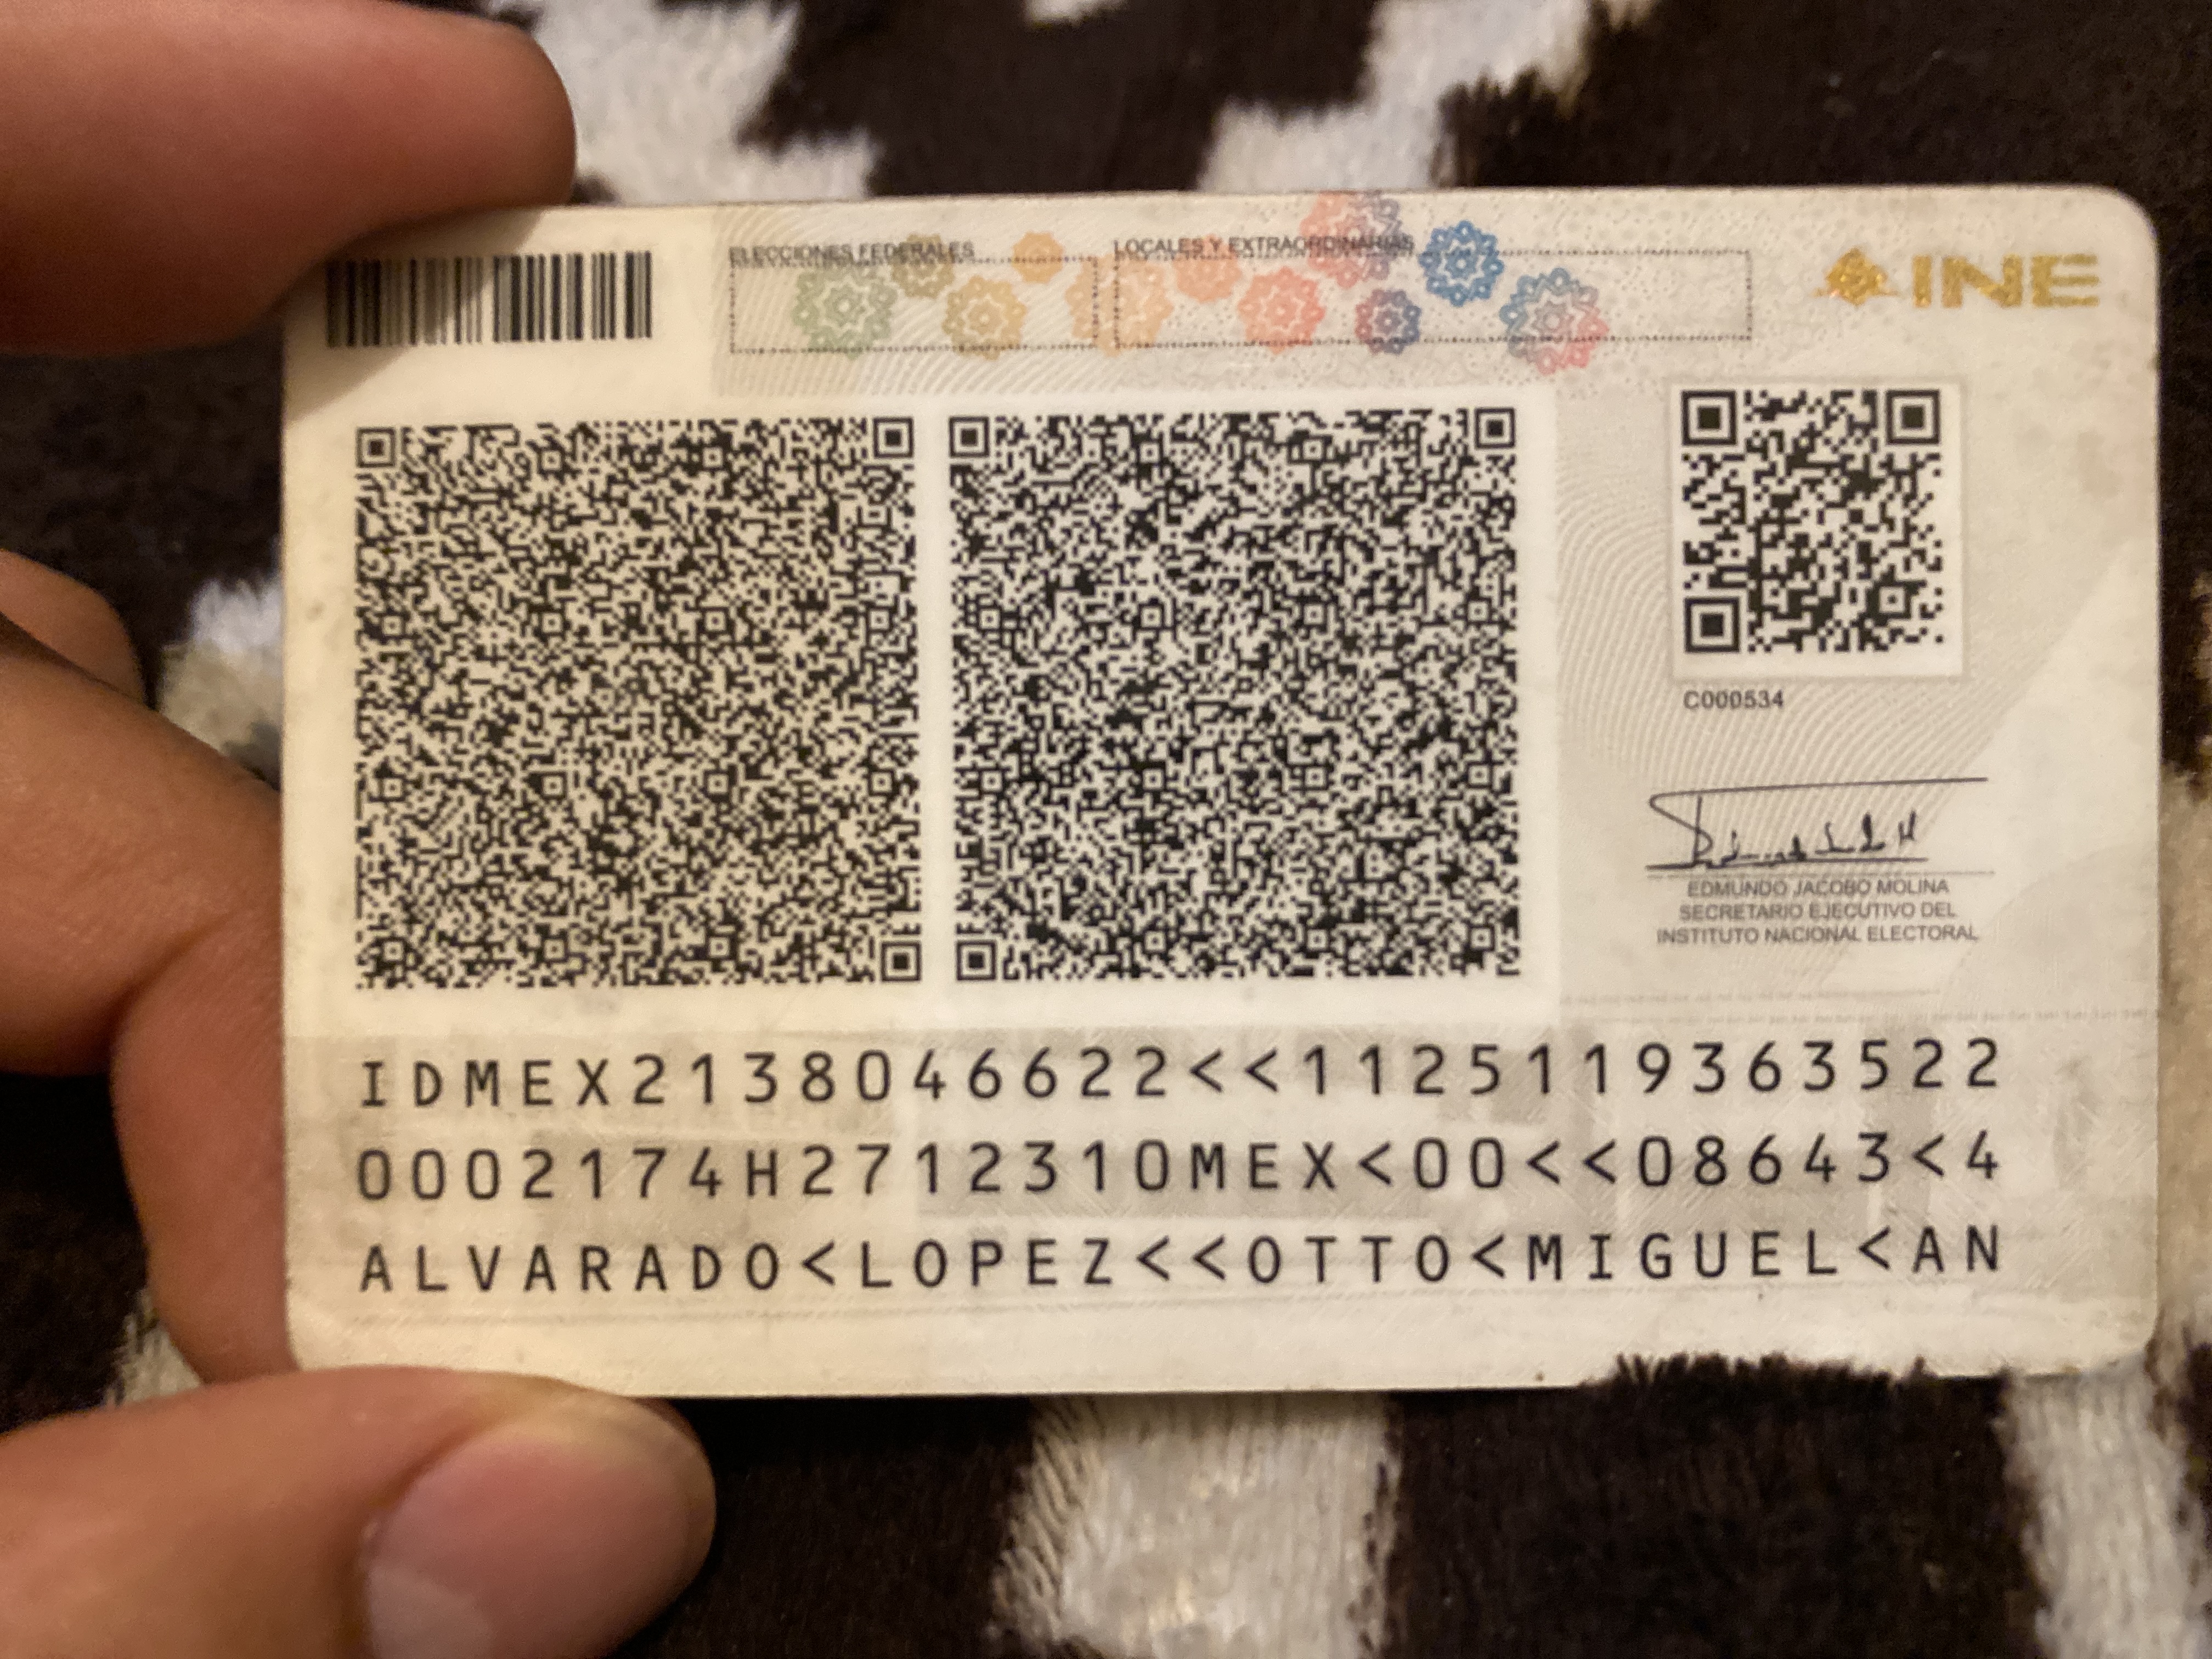 ELECCIONES FEDERALES LOCALES Y EXTRAORDINARIAS
INE
C000534
EDMUNDO JACOBO MOLINA
SECRETARIO EJECUTIVO DEL
INSTITUTO NACIONAL ELECTORAL
IDMEX2138046622<<1125119363522
0002174H2712310MEX<00<<08643<4
ALVARADO<LOPEZ<<OTTO<MIGUEL<AN